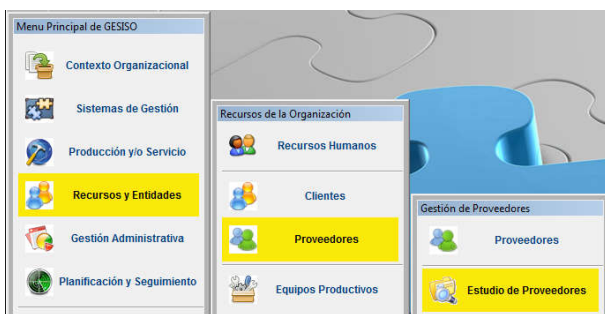 Menu Principal de GESISO
Contexto Organizacional
Sistemas de Gestión
Producción y/o Servicio
Recursos y Entidades
Gestión Administrativa
Planificación y Seguimiento
Recursos de la Organización
Recursos Humanos
Clientes
Proveedores
Equipos Productivos
Gestión de Proveedores
Proveedores
Estudio de Proveedores